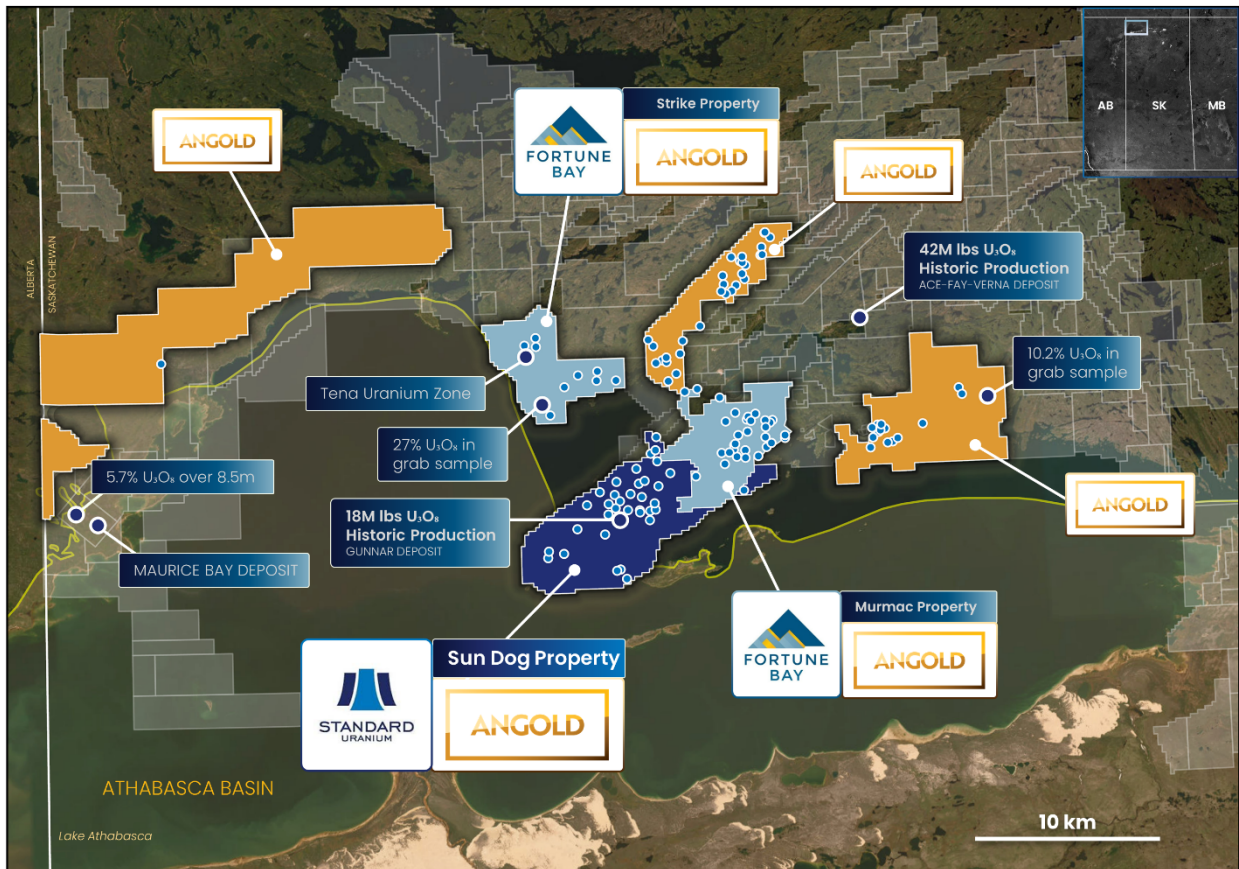 AB
SK
MB
Strike Property
ANGOLD
FORTUNE
BAY
ANGOLD
ANGOLD
42M lbs U₃O₈
Historic Production
ACE-FAY-VERNA DEPOSIT
ALBERTA
SASKATCHEWAN
10.2% U₃O₈ in
grab sample
Tena Uranium Zone
27% U₃O₈ in
grab sample
5.7% U₃O₈ over 8.5m
18M lbs U₃O₈
Historic Production
GUNNAR DEPOSIT
ANGOLD
MAURICE BAY DEPOSIT
Murmac Property
FORTUNE
BAY
ANGOLD
Sun Dog Property
STANDARD
URANIUM
ANGOLD
ATHABASCA BASIN
Lake Athabasca
10 km